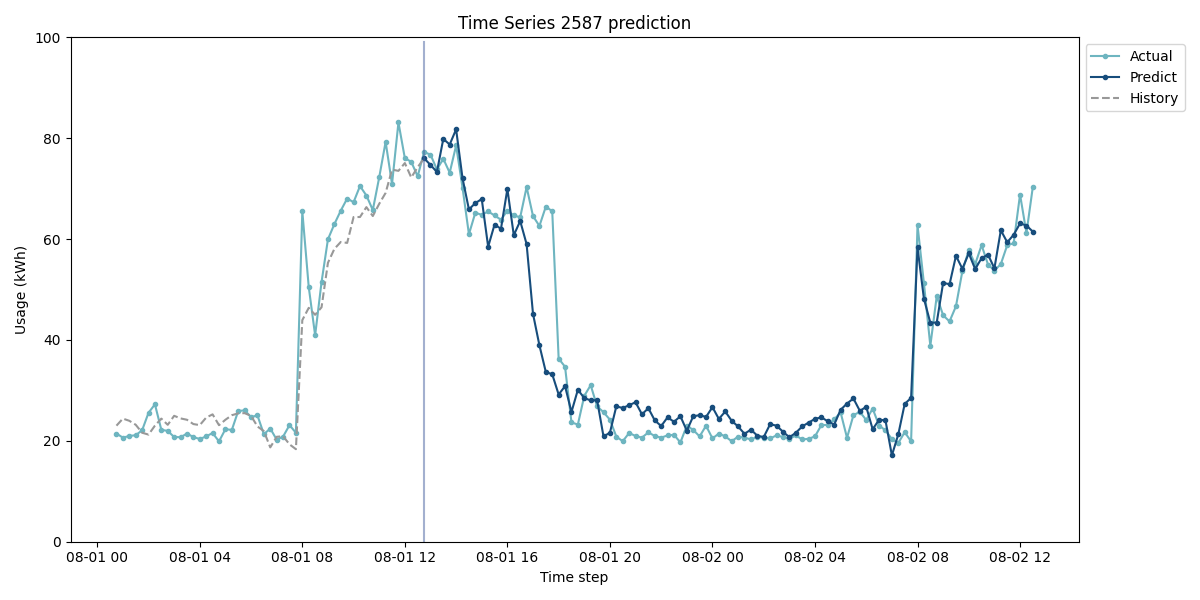 Time Series 2587 prediction
100
80
60
40
20
0
Usage (kWh)
08-01 00
08-01 04
08-01 08
08-01 12
08-01 16
08-01 20
08-02 00
08-02 04
08-02 08
08-02 12
Time step
Actual
Predict
History